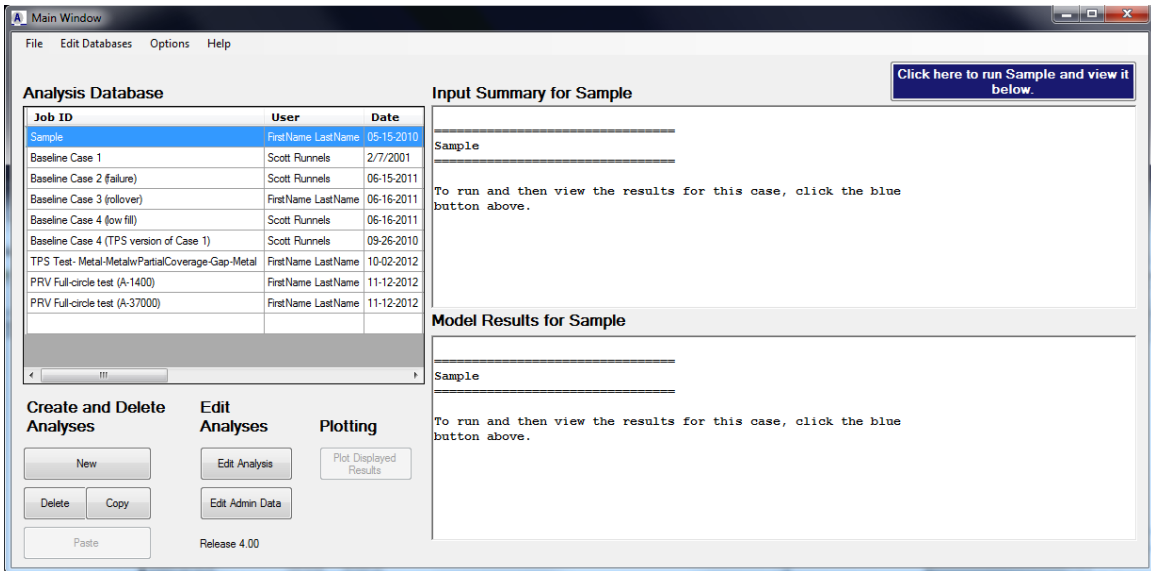 Main Window
File Edit Databases Options Help
Click here to run Sample and view it
below.
Analysis Database
Input Summary for Sample
Job ID User Date
Sample FirstName LastName 05-15-2010
Baseline Case 1 Scott Runnels 2/7/2001
Baseline Case 2 (failure) Scott Runnels 06-15-2011
Baseline Case 3 (rollover) FirstName LastName 06-16-2011
Baseline Case 4 (low fill) Scott Runnels 06-16-2011
Baseline Case 4 (TPS version of Case 1) Scott Runnels 09-26-2010
TPS Test- Metal-MetalwPartialCoverage-Gap-Metal FirstName LastName 10-02-2012
PRV Full-circle test (A-1400) FirstName LastName 11-12-2012
PRV Full-circle test (A-37000) FirstName LastName 11-12-2012
================================
Sample
================================
To run and then view the results for this case, click the blue
button above.
Model Results for Sample
================================
Sample
================================
To run and then view the results for this case, click the blue
button above.
Create and Delete
Analyses
Edit
Analyses
Plotting
New
Edit Analysis
Plot Displayed
Results
Delete
Copy
Edit Admin Data
Paste
Release 4.00